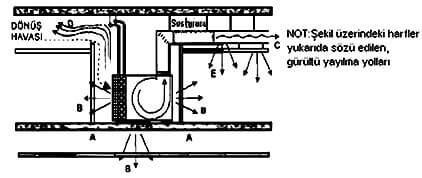 DÖNÜŞ
HAVASI
D
Susturucu
E
C
NOT:Şekil üzerindeki harfler
yukarıda sözü edilen,
gürültü yayılma yolları
B
B
A
A
B